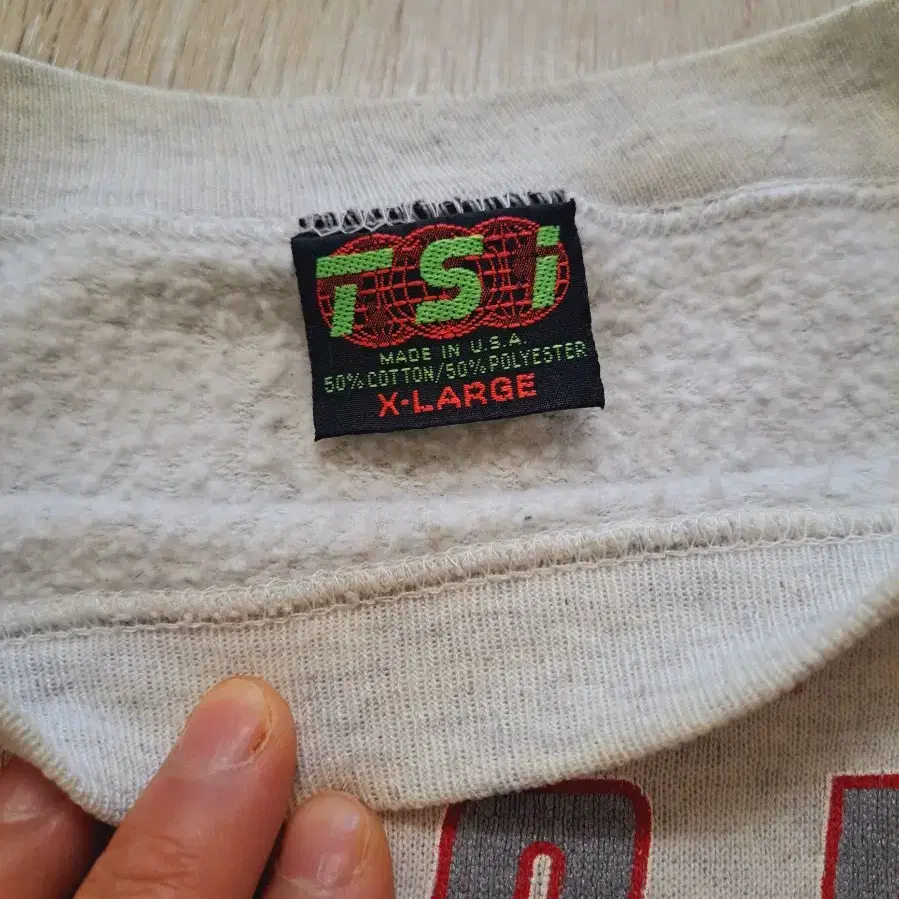 TSi
MADE IN U.S.A.
50% COTTON/50% POLYESTER
X-LARGE